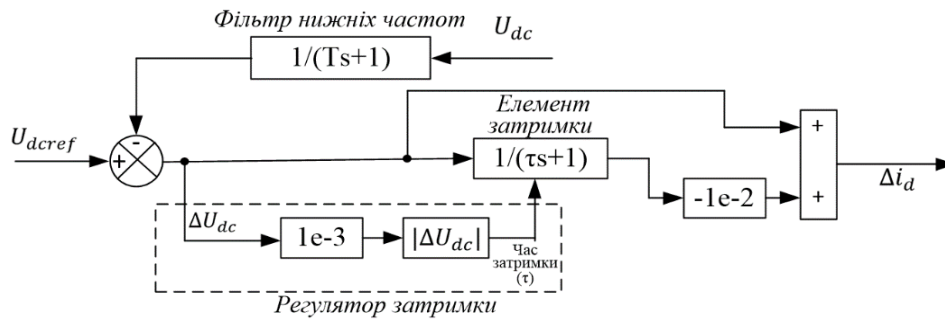 Фільтр нижніх частот
U_dc
1/(Ts+1)
-
U_dcref
+
Елемент
затримки
1/(τs+1)
-1e-2
+
+
Δi_d
ΔU_dc
1e-3
|ΔU_dc|
Час
затримки
(τ)
Регулятор затримки